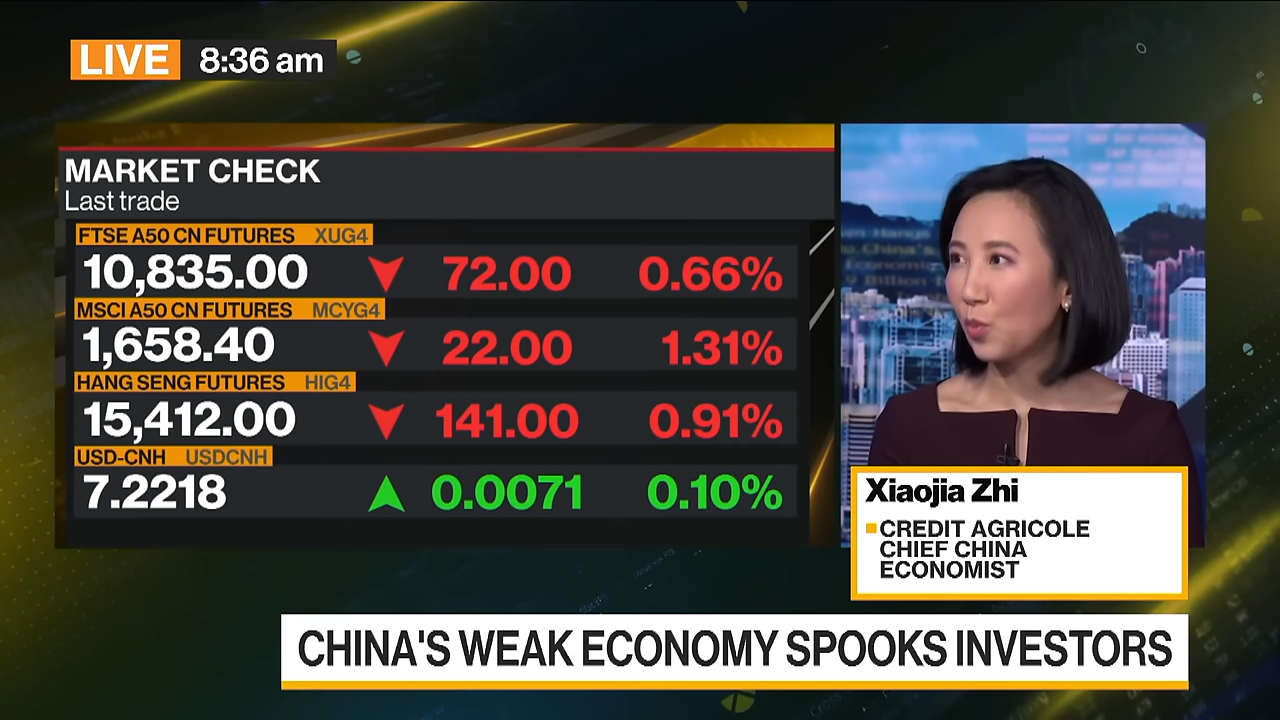 LIVE 8:36 am
MARKET CHECK
Last trade
FTSE A50 CN FUTURES XUG4
10,835.00 72.00 0.66%
MSCI A50 CN FUTURES MCYG4
1,658.40 22.00 1.31%
HANG SENG FUTURES HIG4
15,412.00 141.00 0.91%
USD-CNH USDCNH
7.2218 0.0071 0.10%
Xiaojia Zhi
CREDIT AGRICOLE
CHIEF CHINA
ECONOMIST
CHINA'S WEAK ECONOMY SPOOKS INVESTORS